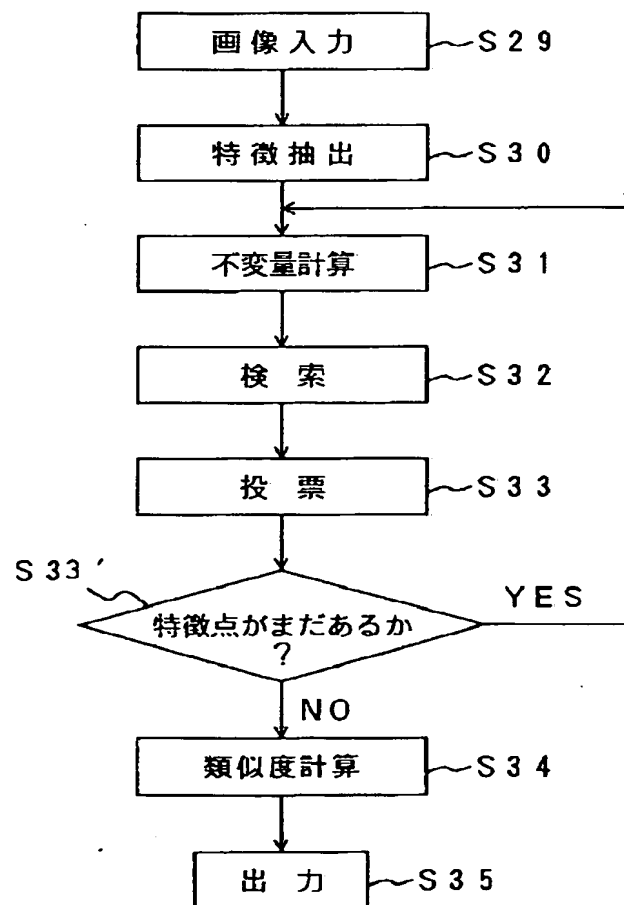 画像入力 S29
特徴抽出 S30
不変量計算 S31
検索 S32
投票 S33
S33'
特徴点がまだあるか
?
YES
NO
類似度計算 S34
出力 S35